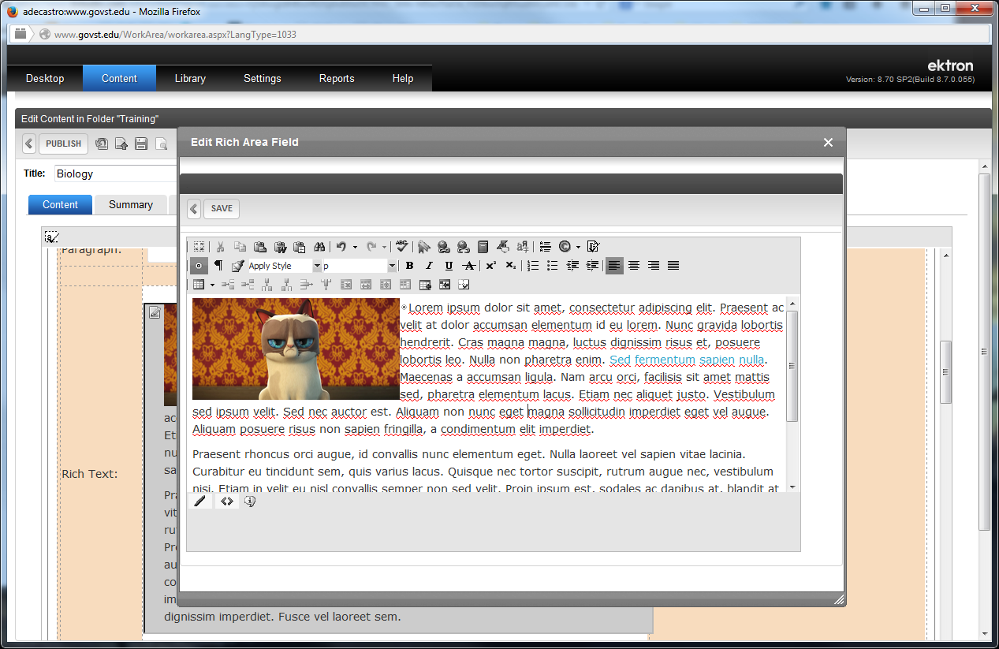 adecastro:www.govst.edu - Mozilla Firefox
www.govst.edu/WorkArea/workarea.aspx?LangType=1033
Desktop Content Library Settings Reports Help
ektron
Version: 8.70 SP2(Build 8.7.0.055)
Edit Content in Folder "Training"
PUBLISH
Title: Biology
Content Summary
Paragraph:
Rich Text:
Edit Rich Area Field
SAVE
ABC
Apply Style p B I U A x² x₂
Lorem ipsum dolor sit amet, consectetur adipiscing elit. Praesent ac
velit at dolor accumsan elementum id eu lorem. Nunc gravida lobortis
hendrerit. Cras magna magna, luctus dignissim risus et, posuere
lobortis leo. Nulla non pharetra enim. Sed fermentum sapien nulla.
Maecenas a accumsan ligula. Nam arcu orci, facilisis sit amet mattis
sed, pharetra elementum lacus. Etiam nec aliquet justo. Vestibulum
sed ipsum velit. Sed nec auctor est. Aliquam non nunc eget magna sollicitudin imperdiet eget vel augue.
Aliquam posuere risus non sapien fringilla, a condimentum elit imperdiet.
Praesent rhoncus orci augue, id convallis nunc elementum eget. Nulla laoreet vel sapien vitae lacinia.
Curabitur eu tincidunt sem, quis varius lacus. Quisque nec tortor suscipit, rutrum augue nec, vestibulum
nisi. Etiam in velit eu nisl convallis semper non sed velit. Proin ipsum est, sodales ac dapibus at, blandit at
ac
Et
nu
sa
Pra
vit
ru
Pr
au
co
im
dignissim imperdiet. Fusce vel laoreet sem.